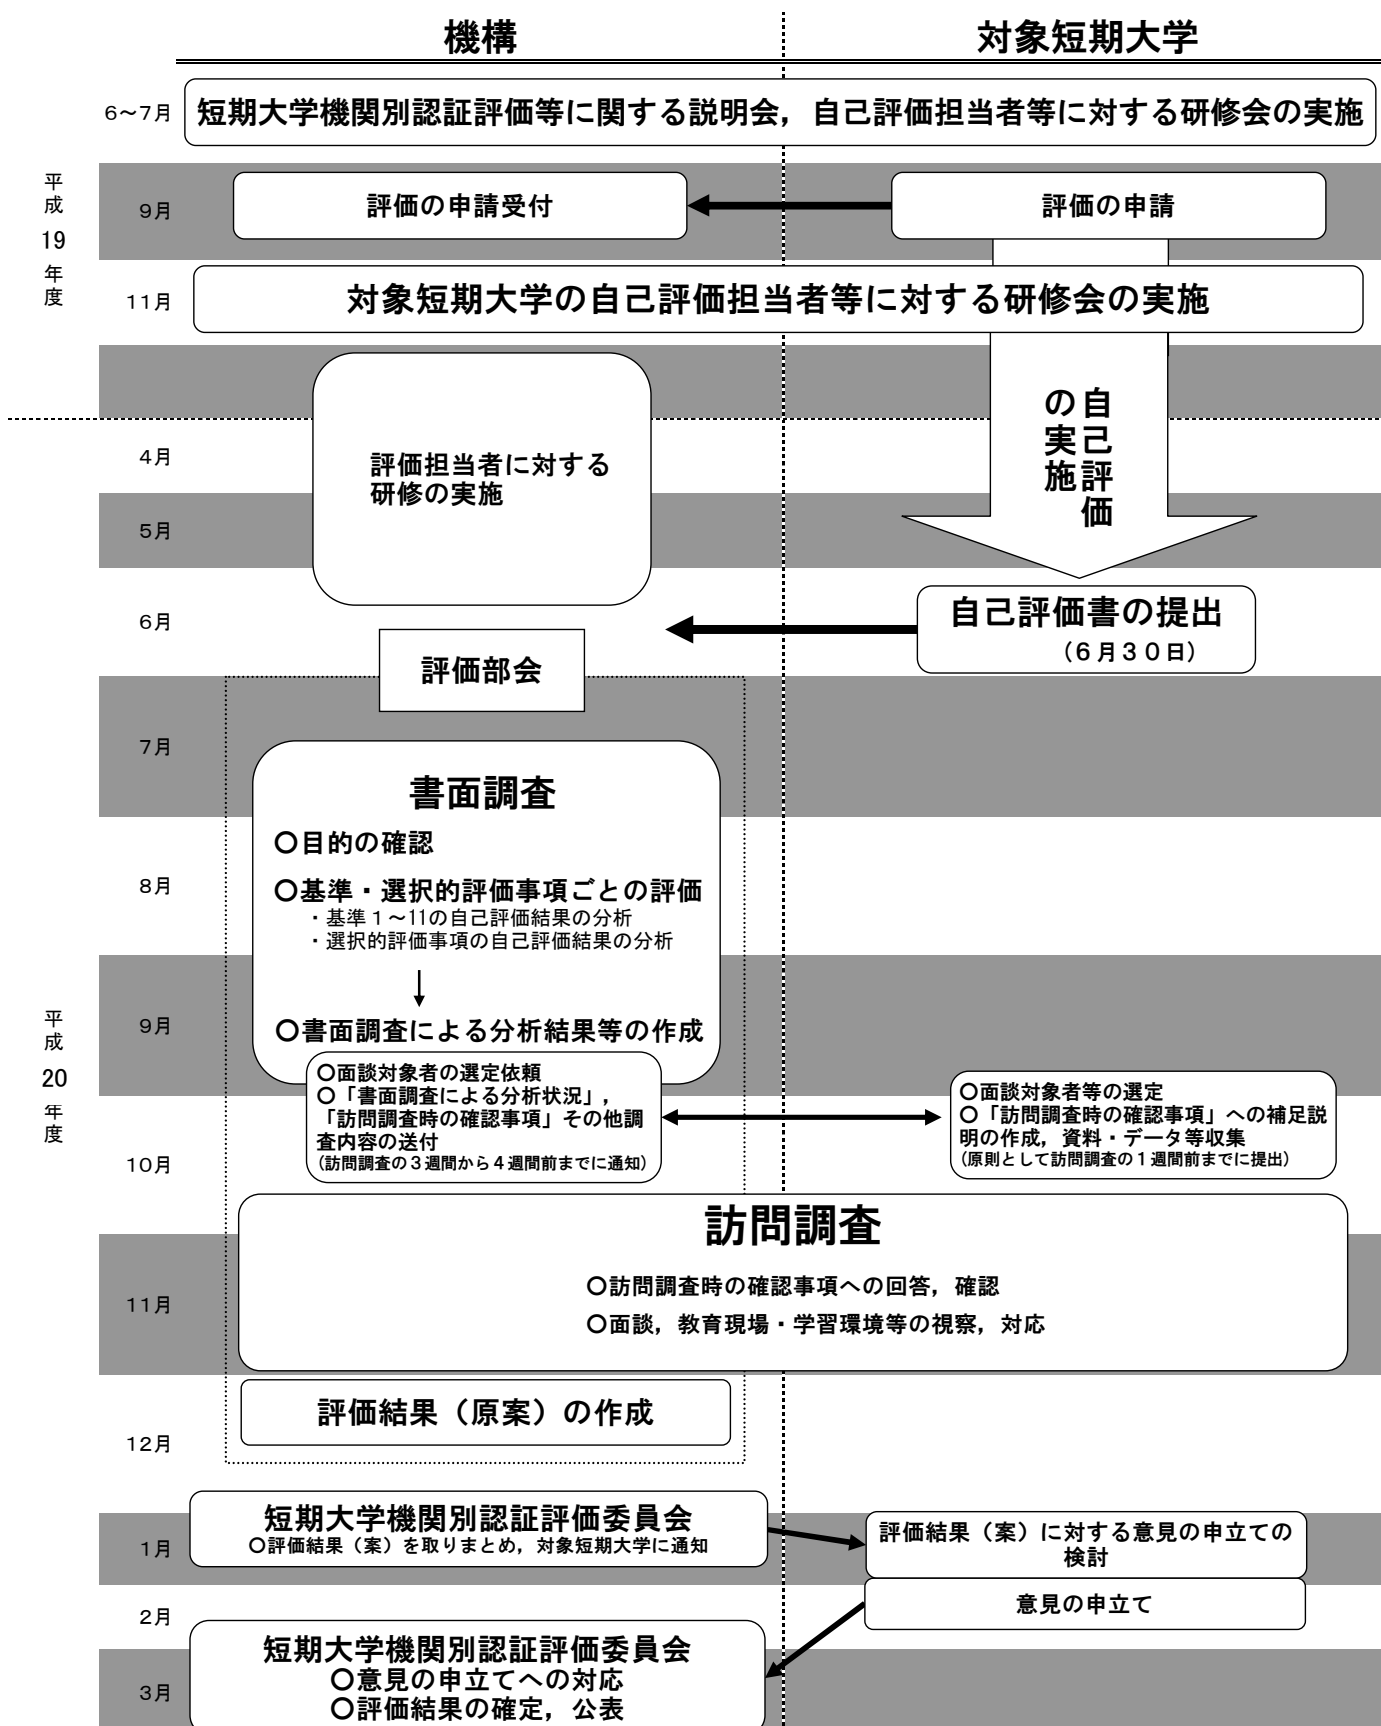 機構
対象短期大学
平成
19
年度
6～7月
短期大学機関別認証評価等に関する説明会，自己評価担当者等に対する研修会の実施
9月
評価の申請受付
評価の申請
11月
対象短期大学の自己評価担当者等に対する研修会の実施
自己評価
の実施
平成
20
年度
4月
評価担当者に対する
研修の実施
5月
6月
自己評価書の提出
（６月３０日）
評価部会
7月
書面調査
○目的の確認
8月
○基準・選択的評価事項ごとの評価
・基準１～11の自己評価結果の分析
・選択的評価事項の自己評価結果の分析
9月
○書面調査による分析結果等の作成
○面談対象者の選定依頼
○「書面調査による分析状況」，
「訪問調査時の確認事項」その他調
査内容の送付
(訪問調査の３週間から４週間前までに通知)
○面談対象者等の選定
○「訪問調査時の確認事項」への補足説
明の作成，資料・データ等収集
(原則として訪問調査の１週間前までに提出)
10月
訪問調査
○訪問調査時の確認事項への回答，確認
11月
○面談，教育現場・学習環境等の視察，対応
評価結果（原案）の作成
12月
短期大学機関別認証評価委員会
○評価結果（案）を取りまとめ，対象短期大学に通知
1月
評価結果（案）に対する意見の申立ての
検討
意見の申立て
2月
短期大学機関別認証評価委員会
○意見の申立てへの対応
3月
○評価結果の確定，公表